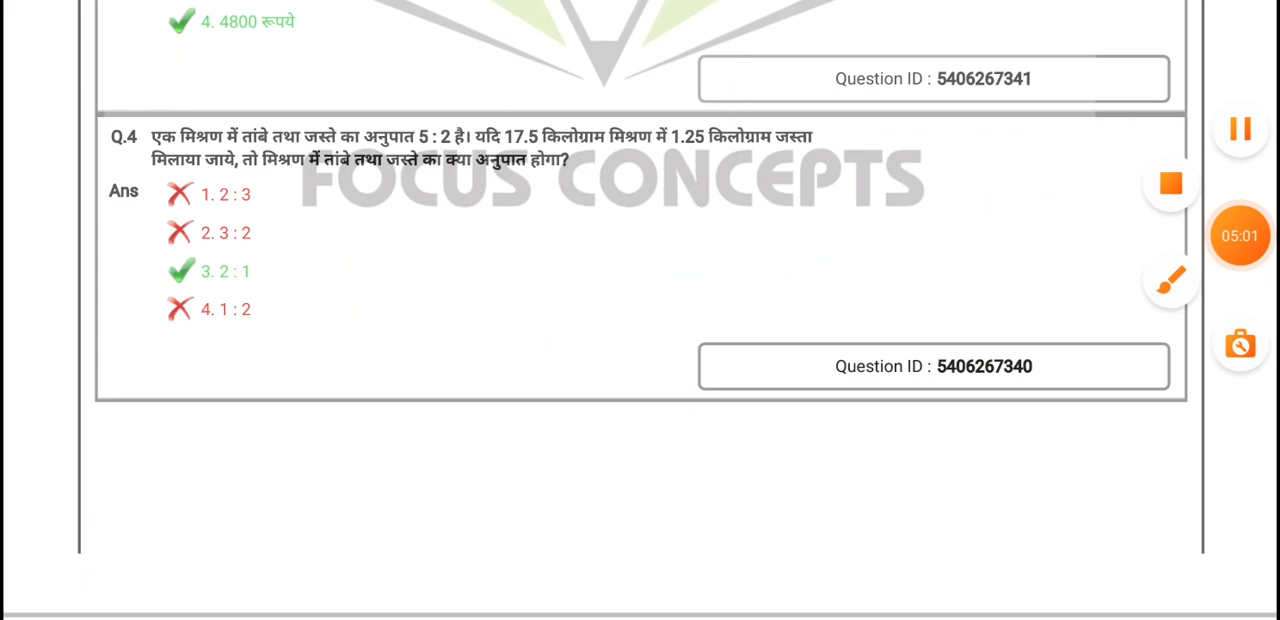 4. 4800 रूपये
Question ID : 5406267341
Q.4 एक मिश्रण में तांबे तथा जस्ते का अनुपात 5 : 2 है। यदि 17.5 किलोग्राम मिश्रण में 1.25 किलोग्राम जस्ता
मिलाया जाये, तो मिश्रण में तांबे तथा जस्ते का क्या अनुपात होगा?
FOCUS CONCEPTS
Ans
1. 2 : 3
2. 3 : 2
3. 2 : 1
4. 1 : 2
05:01
Question ID : 5406267340